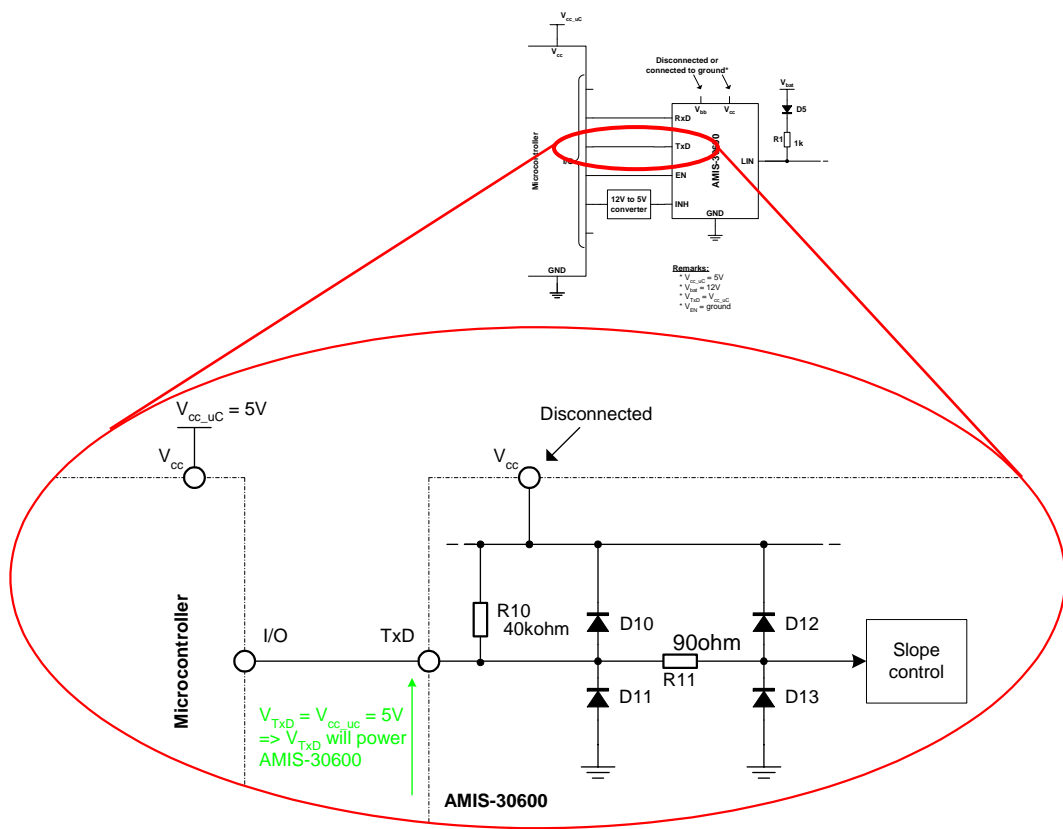 Vcc_uC
Vcc
Microcontroller
I/O
GND
Disconnected or
connected to ground*
Vbb
Vcc
RxD
TxD
EN
INH
AMIS-30600
LIN
GND
12V to 5V
converter
Vbat
D5
R1
1k
Remarks:
* Vcc_uC = 5V
* Vbat = 12V
* VTxD = Vcc_uC
* VEN = ground
Vcc_uC = 5V
Vcc
Disconnected
Vcc
Microcontroller
I/O
TxD
R10
40kohm
D10
D11
90ohm
R11
D12
D13
Slope
control
VTxD = Vcc_uc = 5V
=> VTxD will power
AMIS-30600
AMIS-30600